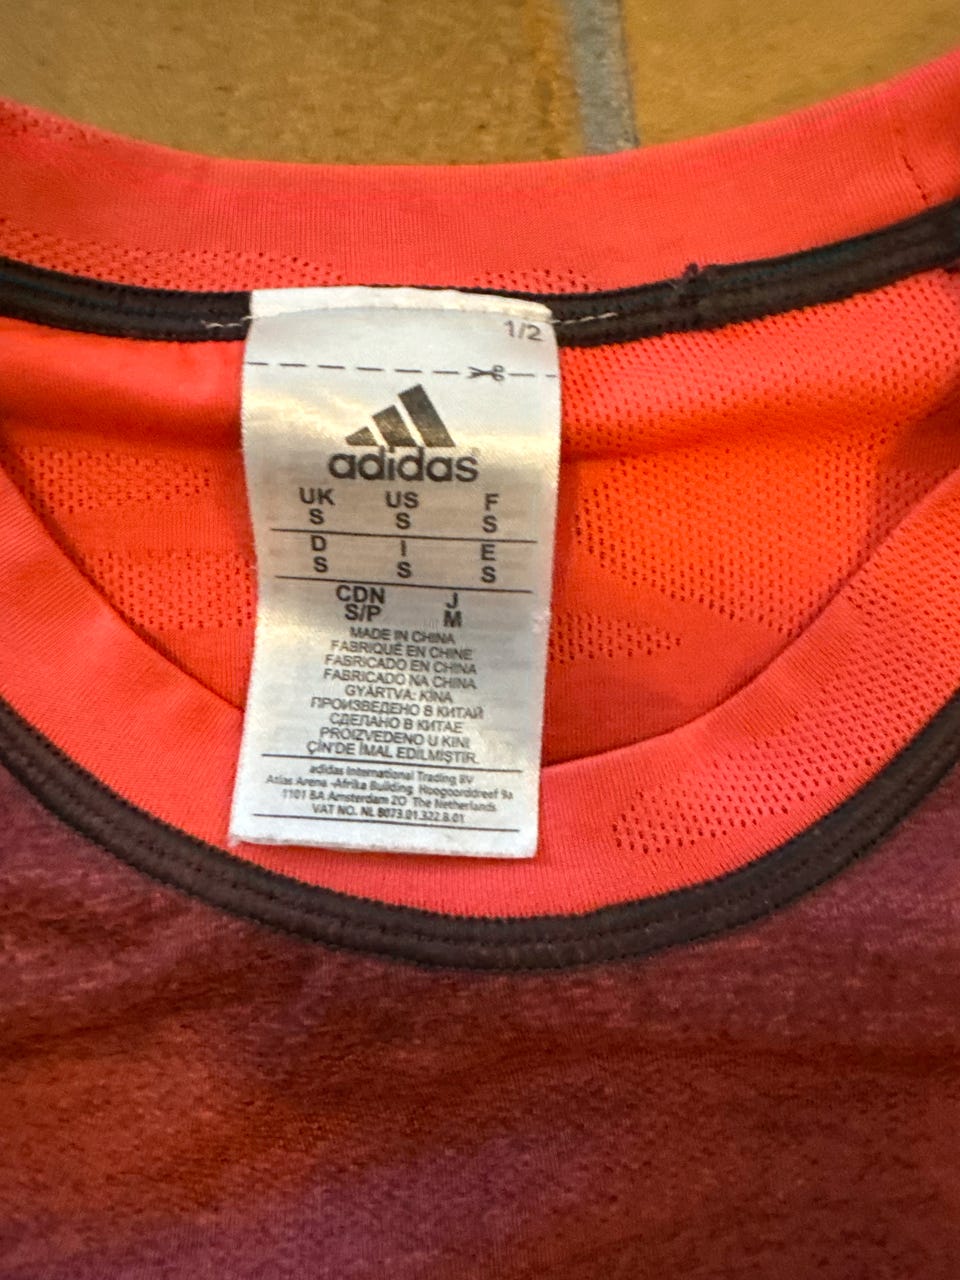 1/2
adidas
UK US F
S S S
D I E
S S S
CDN J
S/P M
MADE IN CHINA
FABRIQUÉ EN CHINE
FABRICADO EN CHINA
FABRICADO NA CHINA
GYÁRTVA: KÍNA
ПРОИЗВЕДЕНО В КИТАЙ
СДЕЛАНО В КИТАЕ
PROIZVEDENO U KINI
ÇİN'DE İMAL EDİLMİŞTİR.
adidas International Trading BV
Atlas Arena -Afrika Building Hoogoorddreef 9a
1101 BA Amsterdam ZO The Netherlands
VAT NO. NL 8073.01.322.B.01